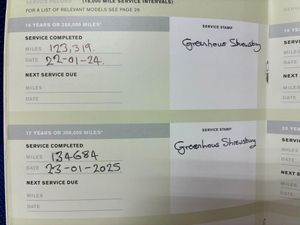 (18,000 MILE SERVICE INTERVALS)
FOR A LIST OF RELEVANT MODELS SEE PAGE 26
16 YEARS OR 288,000 MILES*
SERVICE STAMP
SERVICE COMPLETED
MILES 123,319.
DATE 22-01-24.
Greenhous Shrewsbury
NEXT SERVICE DUE
MILES
DATE
17 YEARS OR 306,000 MILES*
SERVICE STAMP
SERVICE COMPLETED
MILES 134684
DATE 23-01-2025
Greenhous Shrewsbury
NEXT SERVICE DUE
MILES
DATE